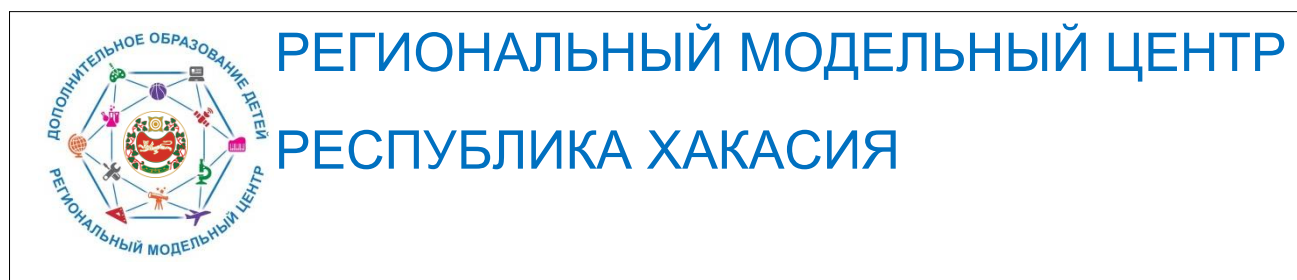 ДОПОЛНИТЕЛЬНОЕ ОБРАЗОВАНИЕ ДЕТЕЙ
РЕГИОНАЛЬНЫЙ МОДЕЛЬНЫЙ ЦЕНТР
РЕГИОНАЛЬНЫЙ МОДЕЛЬНЫЙ ЦЕНТР
РЕСПУБЛИКА ХАКАСИЯ